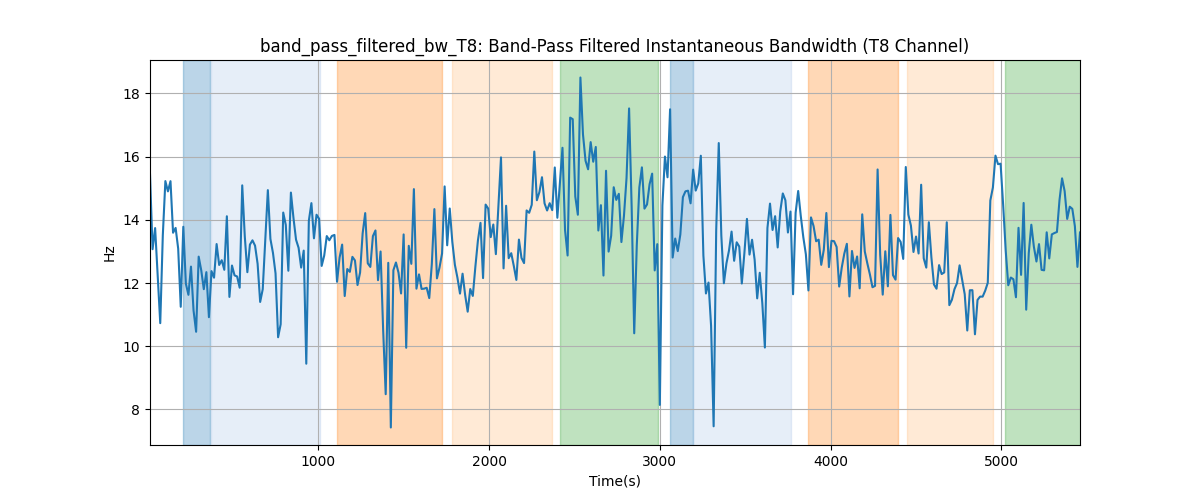 band_pass_filtered_bw_T8: Band-Pass Filtered Instantaneous Bandwidth (T8 Channel)
Hz
18
16
14
12
10
8
1000 2000 3000 4000 5000
Time(s)